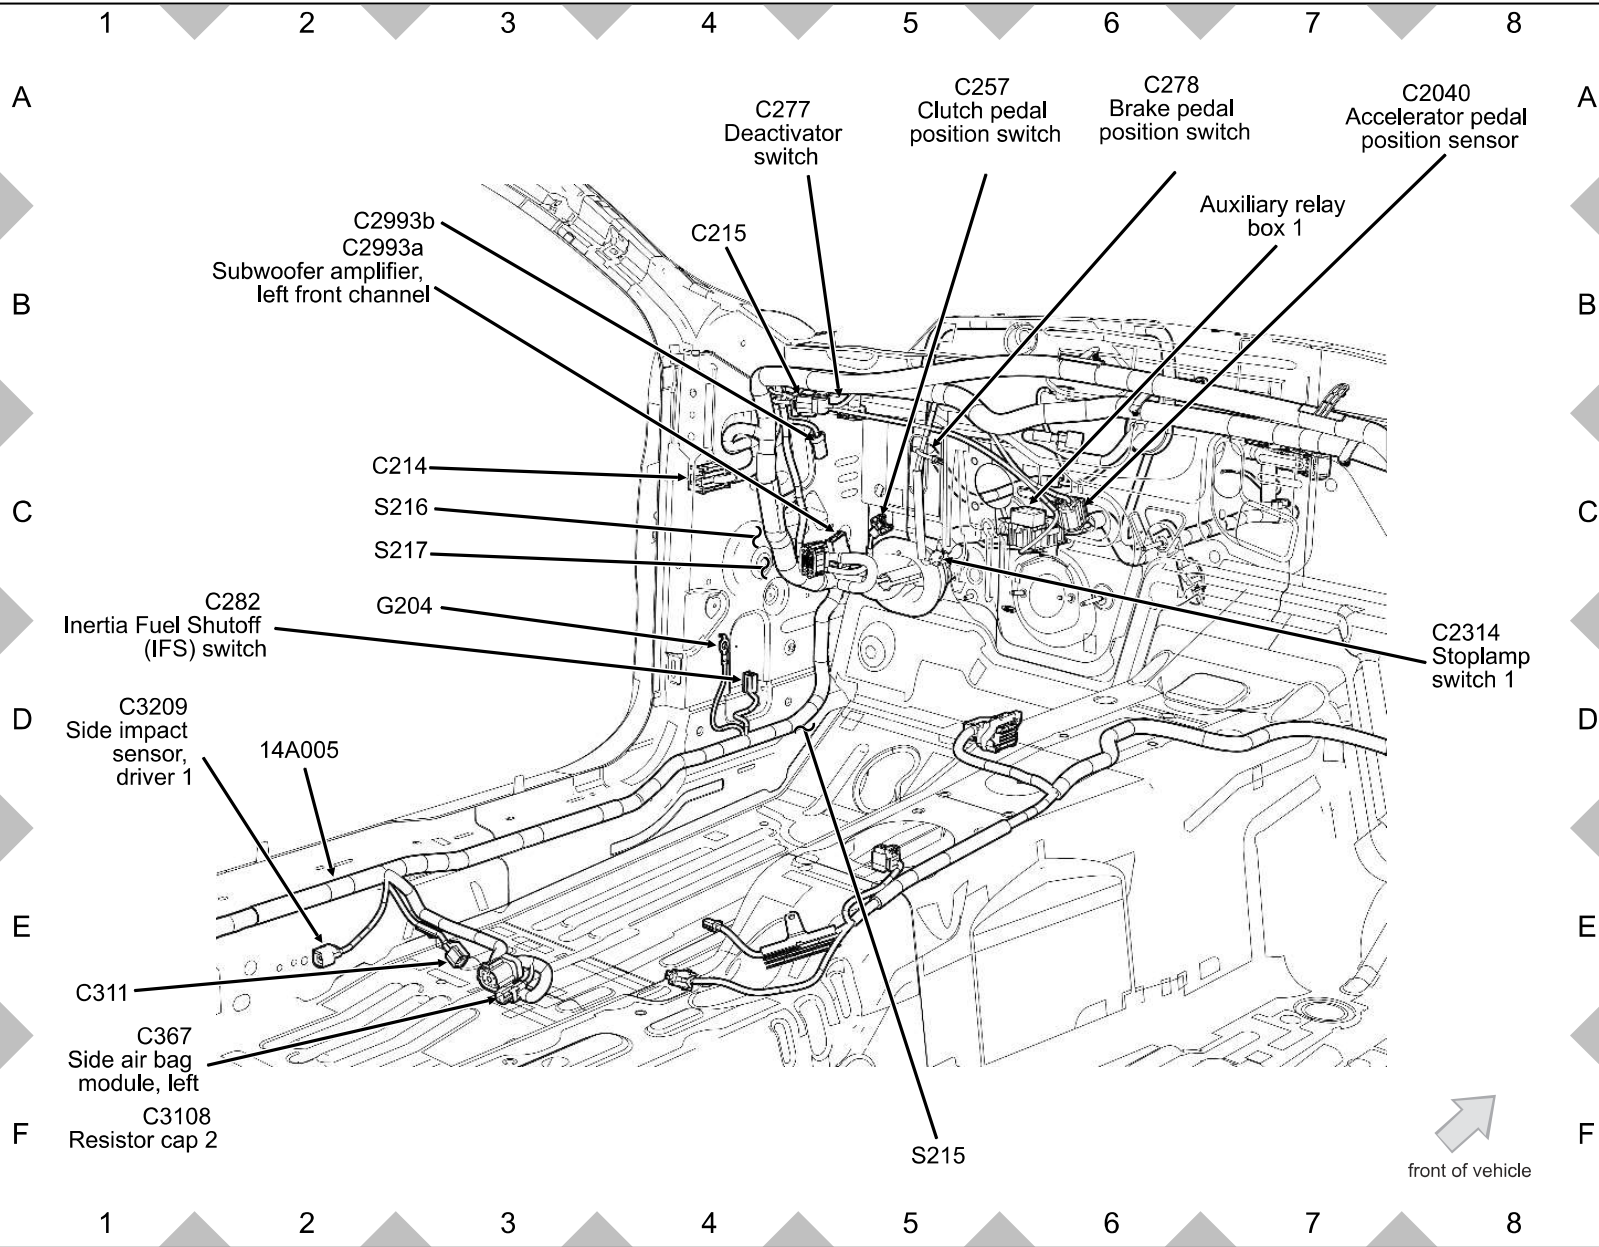 1 2 3 4 5 6 7 8
A
A
C277
Deactivator
switch
C257
Clutch pedal
position switch
C278
Brake pedal
position switch
C2040
Accelerator pedal
position sensor
Auxiliary relay
box 1
C2993b
C2993a
Subwoofer amplifier,
left front channel
C215
B
B
C214
S216
S217
C
C
C282
Inertia Fuel Shutoff
(IFS) switch
G204
C2314
Stoplamp
switch 1
C3209
Side impact
sensor,
driver 1
14A005
D
D
E
E
C311
C367
Side air bag
module, left
C3108
Resistor cap 2
S215
F
F
front of vehicle
1 2 3 4 5 6 7 8